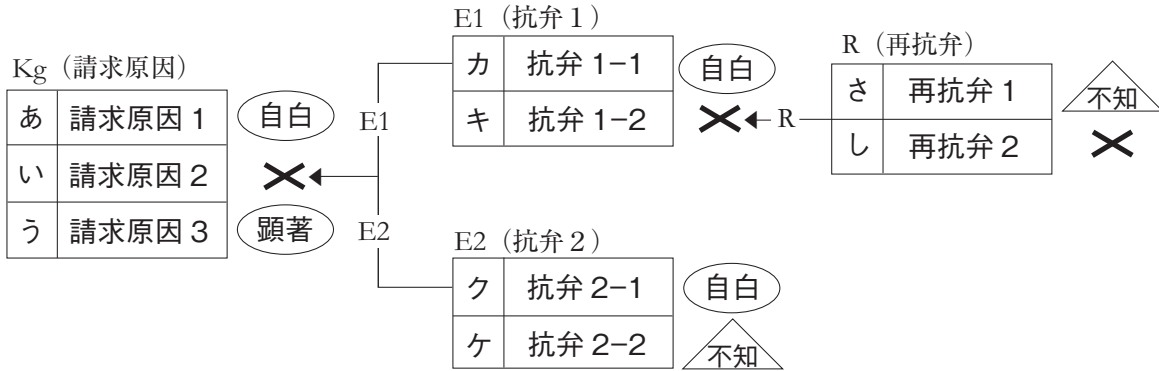 Kg（請求原因）
あ 請求原因 1 自白
い 請求原因 2
う 請求原因 3 顕著
E1
E2
E1（抗弁 1）
カ 抗弁 1−1 自白
キ 抗弁 1−2
R
E2（抗弁 2）
ク 抗弁 2−1 自白
ケ 抗弁 2−2 不知
R（再抗弁）
さ 再抗弁 1 不知
し 再抗弁 2